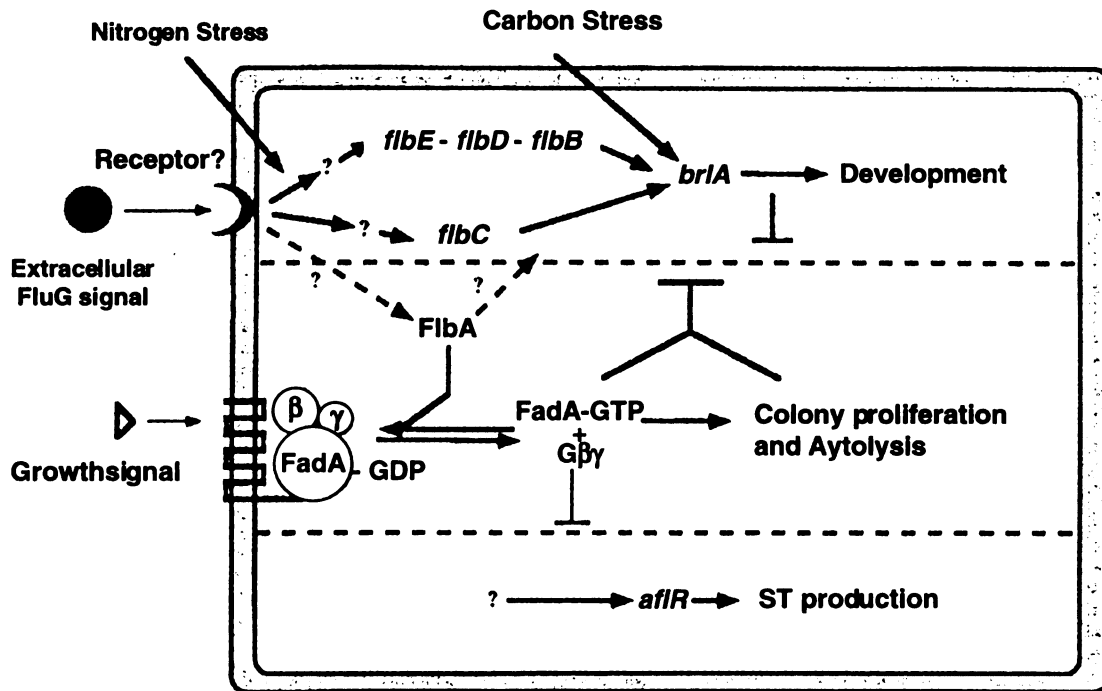 Nitrogen Stress
Carbon Stress
Receptor?
?
flbE - flbD - flbB
brlA
Development
?
flbC
Extracellular
FluG signal
?
?
FlbA
β
γ
FadA
- GDP
FadA-GTP
+
Gβγ
Colony proliferation
and Aytolysis
Growthsignal
?
aflR
ST production